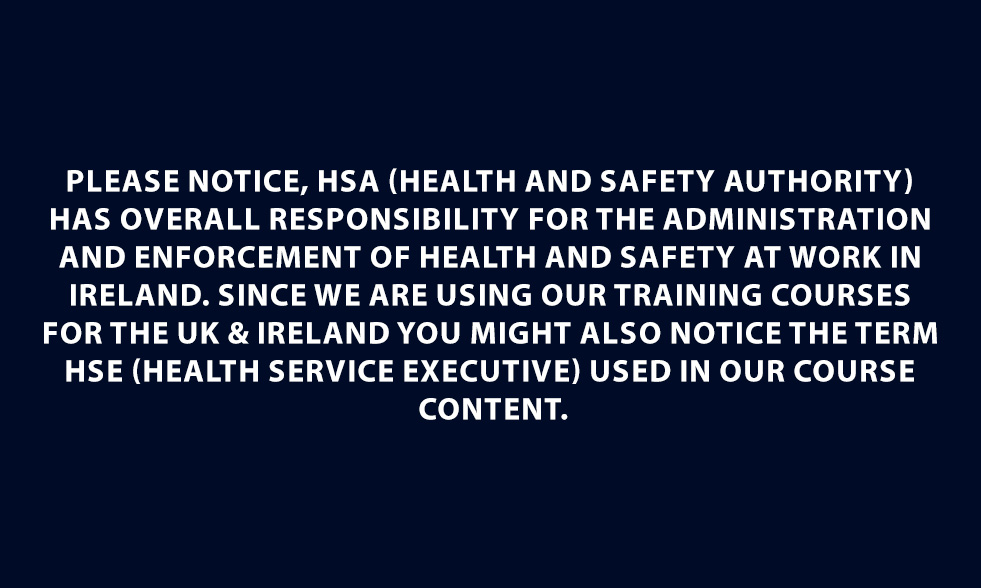 PLEASE NOTICE, HSA (HEALTH AND SAFETY AUTHORITY)
HAS OVERALL RESPONSIBILITY FOR THE ADMINISTRATION
AND ENFORCEMENT OF HEALTH AND SAFETY AT WORK IN
IRELAND. SINCE WE ARE USING OUR TRAINING COURSES
FOR THE UK & IRELAND YOU MIGHT ALSO NOTICE THE TERM
HSE (HEALTH SERVICE EXECUTIVE) USED IN OUR COURSE
CONTENT.